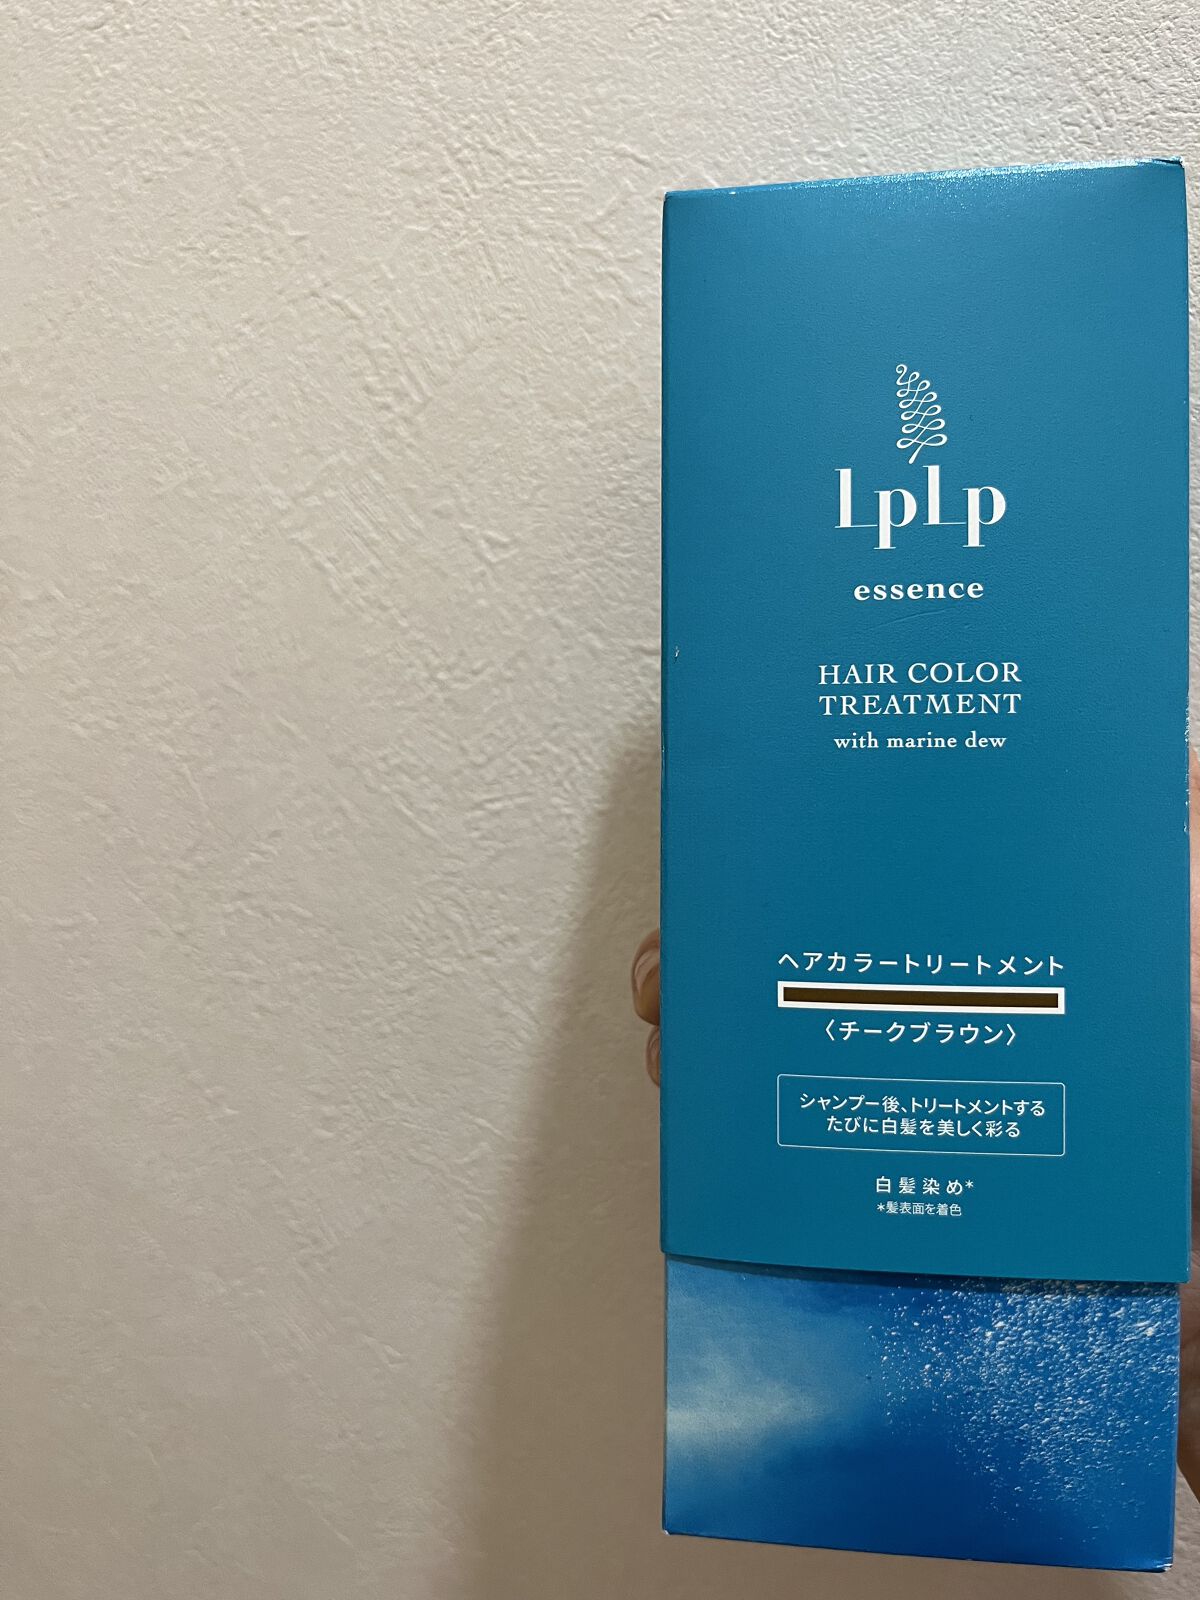 LpLp
essence
HAIR COLOR
TREATMENT
with marine dew
ヘアカラートリートメント
〈チークブラウン〉
シャンプー後、トリートメントする
たびに白髪を美しく彩る
白髪染め*
*髪表面を着色